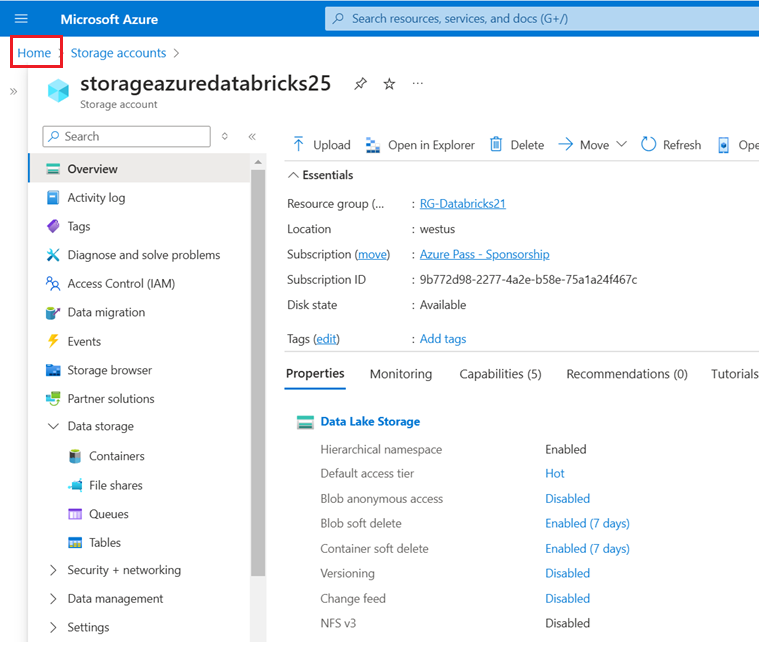 Microsoft Azure
Search resources, services, and docs (G+/)
Home > Storage accounts >
»
storageazuredatabricks25 ...
Storage account
Search «
Upload Open in Explorer Delete Move Refresh Ope
Overview
Activity log
Tags
Diagnose and solve problems
Access Control (IAM)
Data migration
Events
Storage browser
Partner solutions
Data storage
Containers
File shares
Queues
Tables
Security + networking
Data management
Settings
Essentials
Resource group (... : RG-Databricks21
Location : westus
Subscription (move) : Azure Pass - Sponsorship
Subscription ID : 9b772d98-2277-4a2e-b58e-75a1a24f467c
Disk state : Available
Tags (edit) : Add tags
Properties Monitoring Capabilities (5) Recommendations (0) Tutorials
Data Lake Storage
Hierarchical namespace Enabled
Default access tier Hot
Blob anonymous access Disabled
Blob soft delete Enabled (7 days)
Container soft delete Enabled (7 days)
Versioning Disabled
Change feed Disabled
NFS v3 Disabled